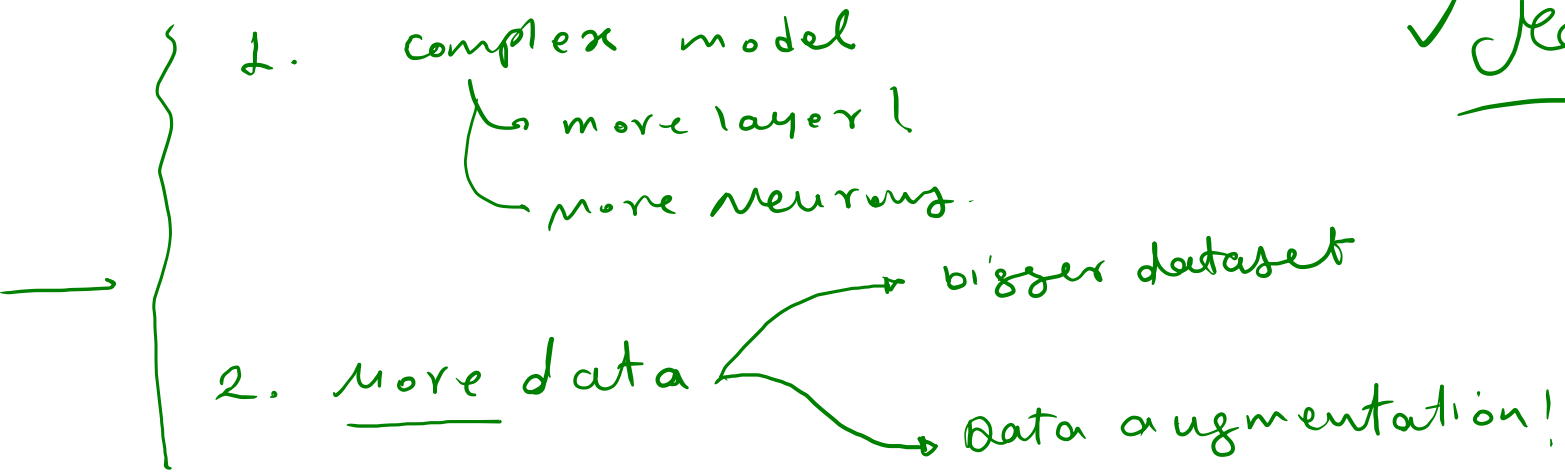 1. complex model
more layer
more Neurons.
bigger dataset
2. More data
Data augmentation!